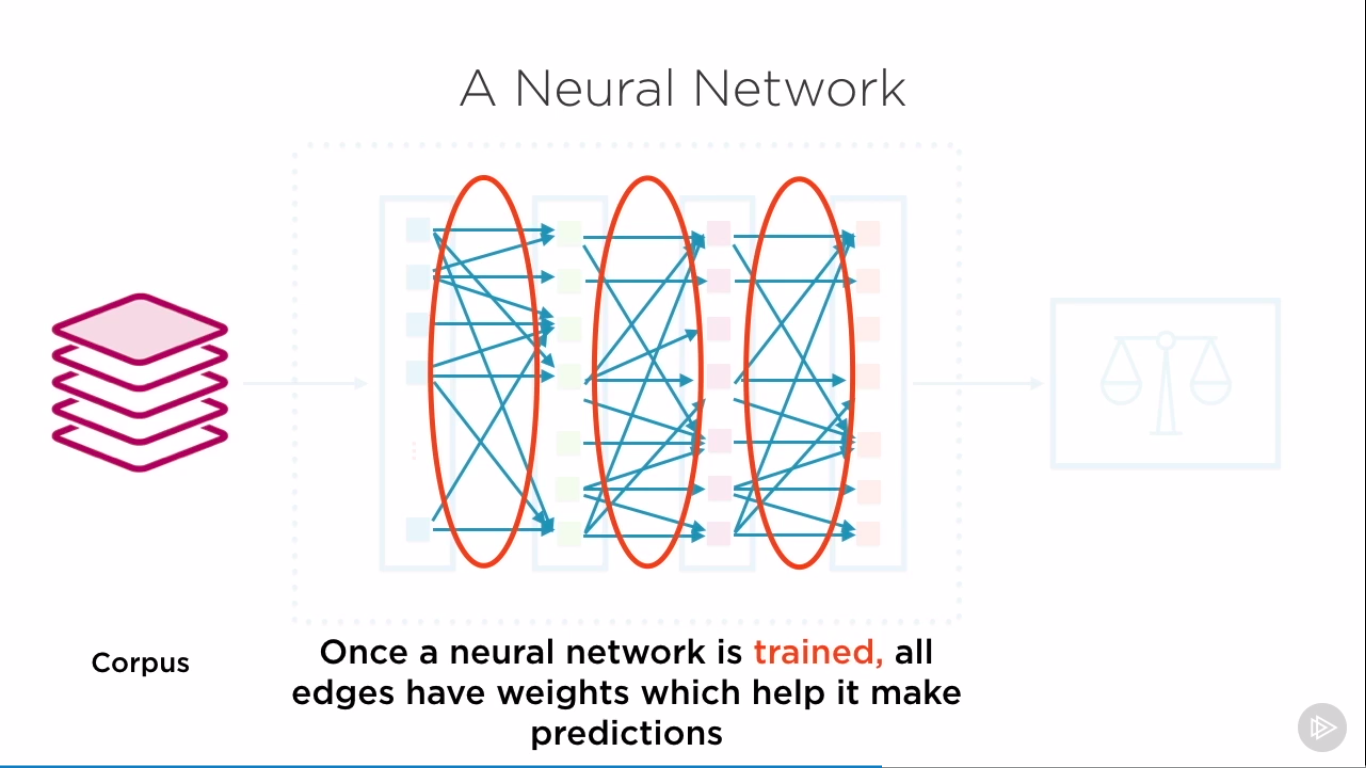 A Neural Network
Corpus
Once a neural network is trained, all
edges have weights which help it make
predictions